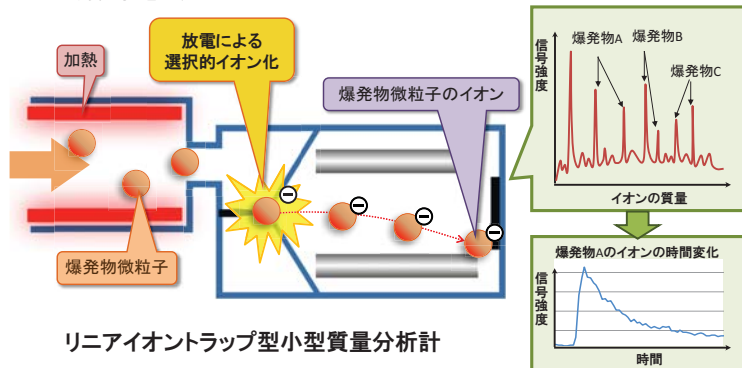 加熱
放電による
選択的イオン化
爆発物微粒子のイオン
爆発物微粒子
リニアイオントラップ型小型質量分析計
信号強度
爆発物A
爆発物B
爆発物C
イオンの質量
爆発物Aのイオンの時間変化
信号強度
時間